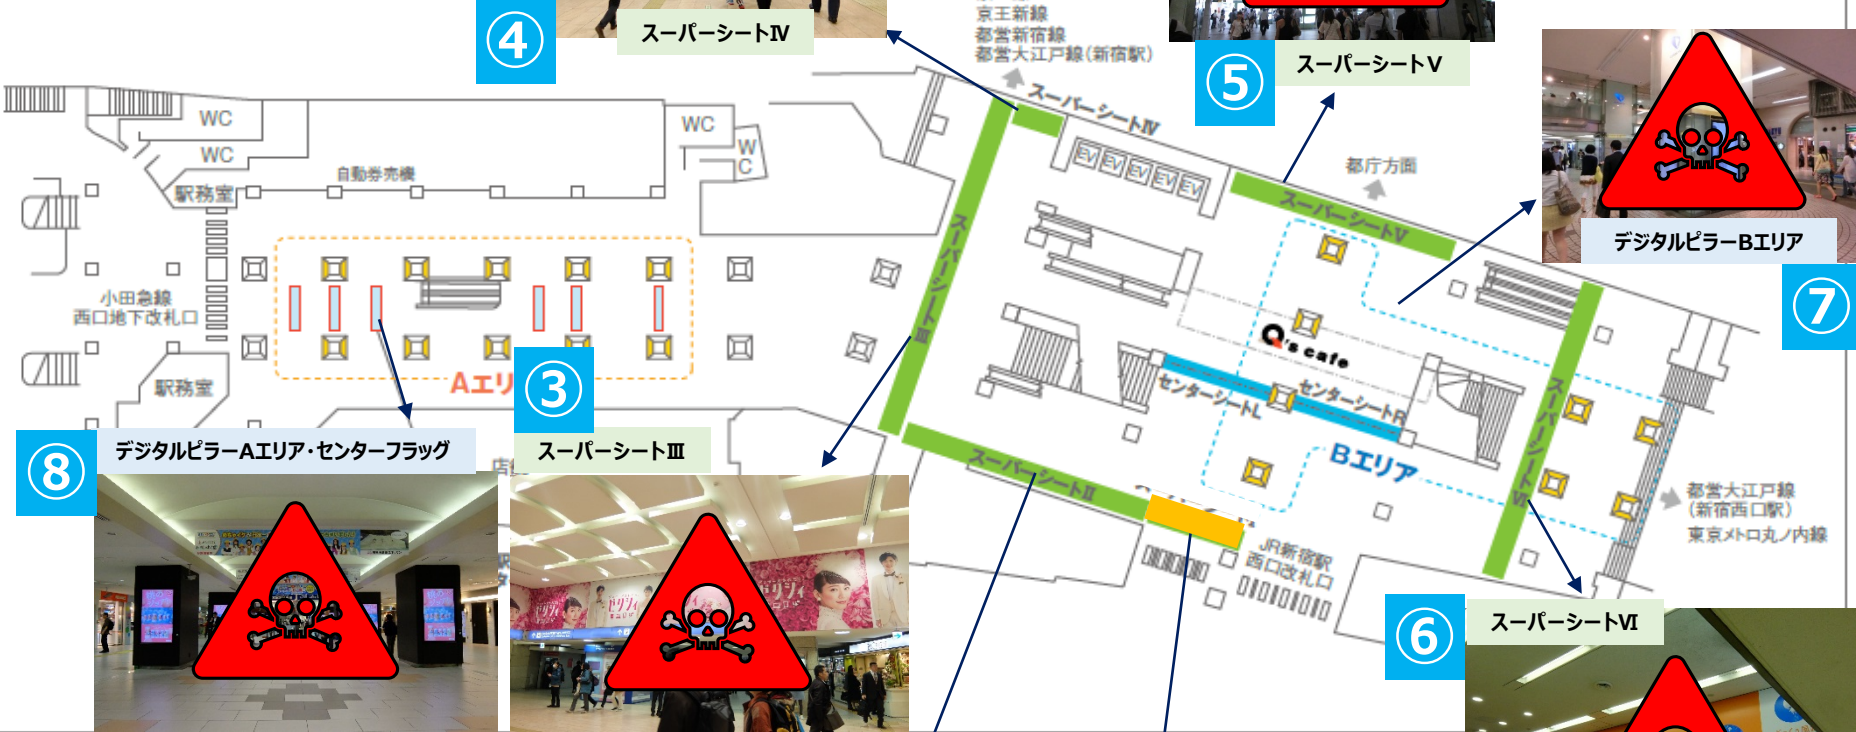 ④
スーパーシートⅣ
京王新線
都営新宿線
都営大江戸線(新宿駅)
⑤
スーパーシートⅤ
デジタルピラーBエリア
⑦
スーパーシートⅣ
EV EV EV EV EV
都庁方面
スーパーシートⅤ
WC
WC
駅務室
自動券売機
WC
WC
小田急線
西口地下改札口
駅務室
Aエリ
スーパーシートⅢ
Q's cafe
センターシートL
センターシートR
Bエリア
スーパーシートⅥ
スーパーシートⅡ
JR新宿駅
西口改札口
都営大江戸線
(新宿西口駅)
東京メトロ丸ノ内線
⑧
デジタルピラーAエリア・センターフラッグ
③
スーパーシートⅢ
店
ゼクシィ
ゼクシィ
⑥
スーパーシートⅥ